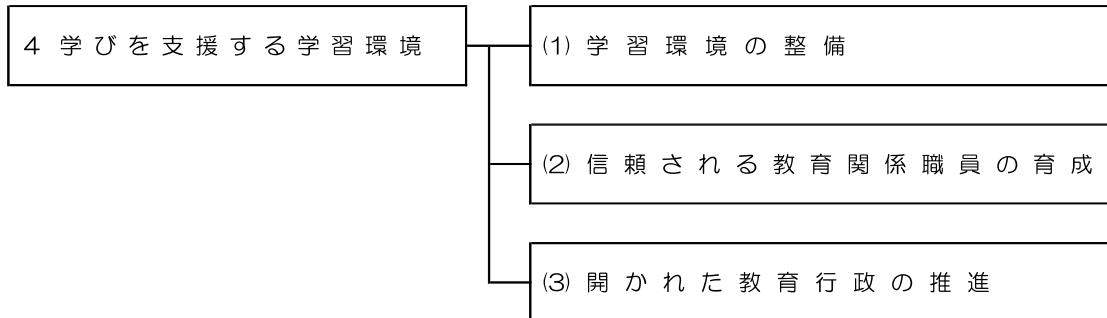 4 学びを支援する学習環境
(1) 学習環境の整備
(2) 信頼される教育関係職員の育成
(3) 開かれた教育行政の推進